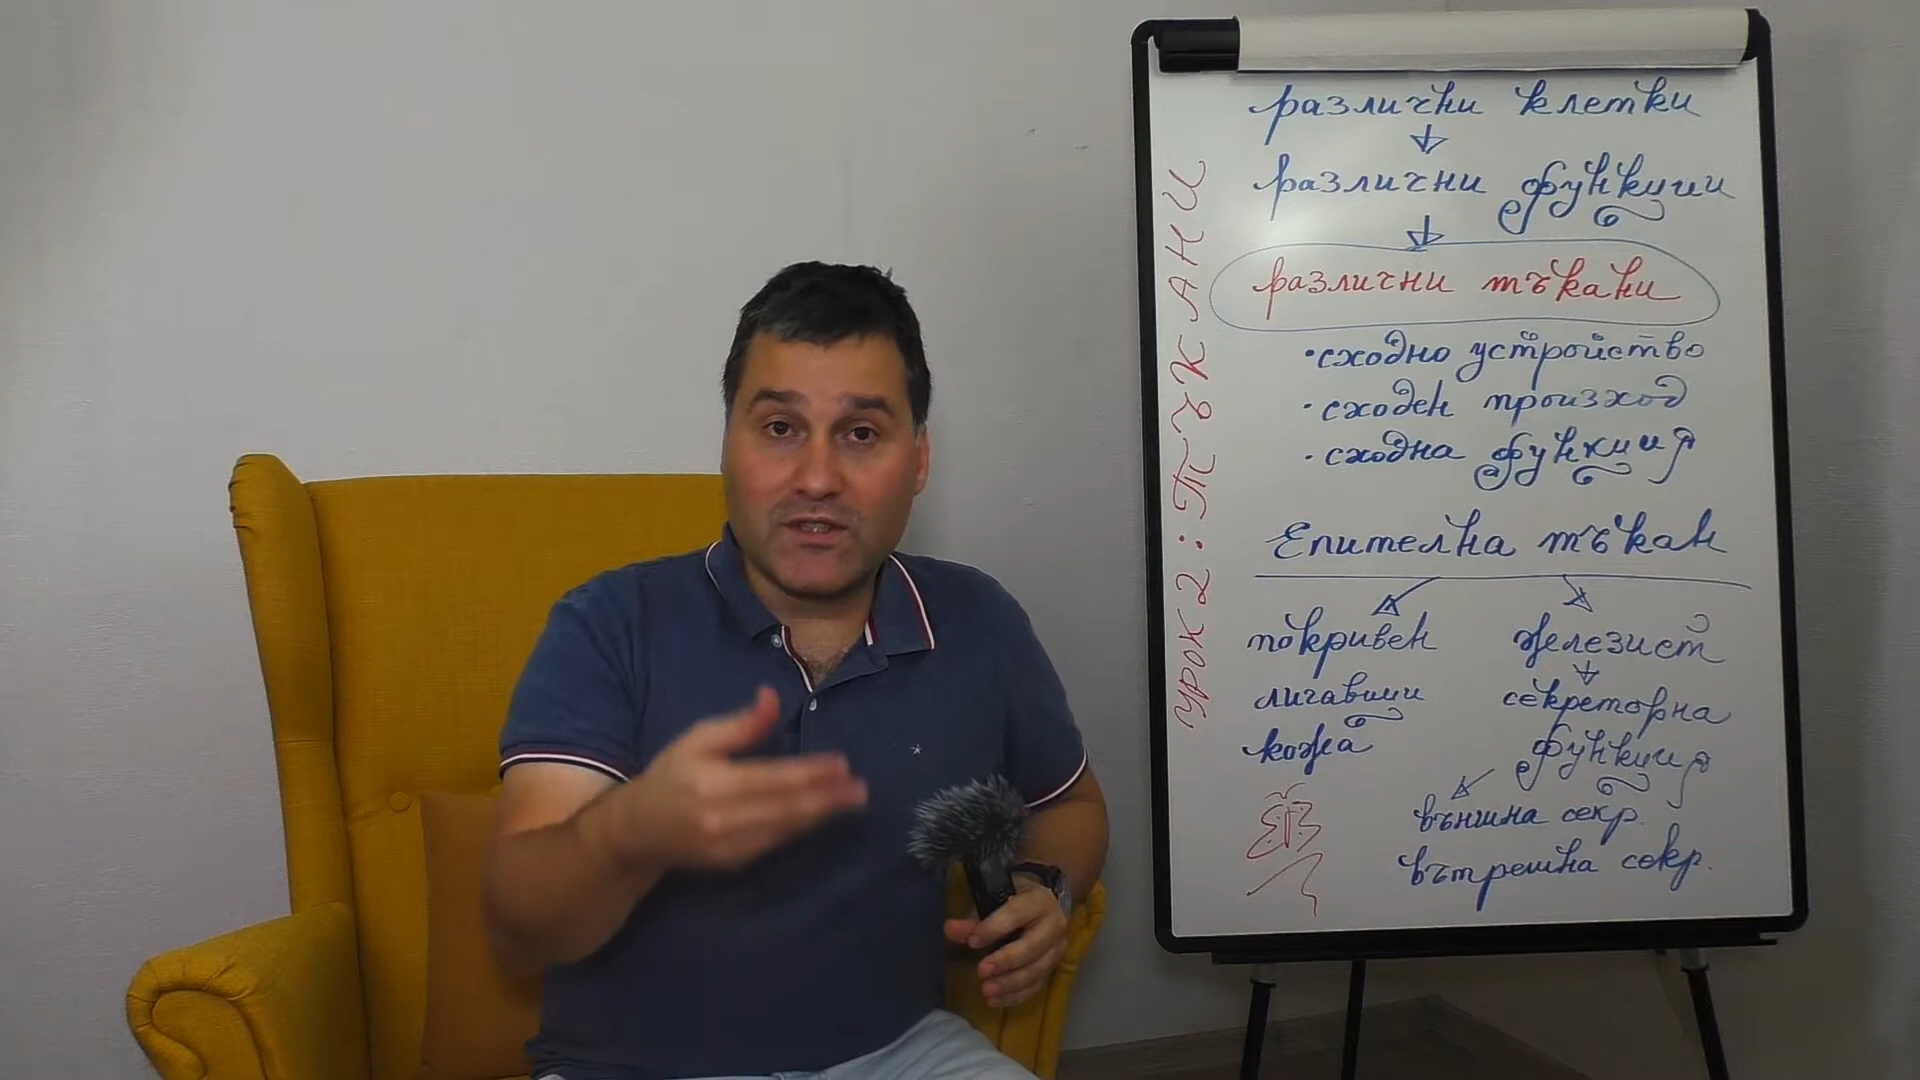 УРОК 2: ТЪКАНИ
различни клетки
различни функции
различни тъкани
• сходно устройство
• сходен произход
• сходна функция
Епителна тъкан
покривен
лигавици
кожа
жлезист
секреторна
функция
външна секр.
вътрешна секр.